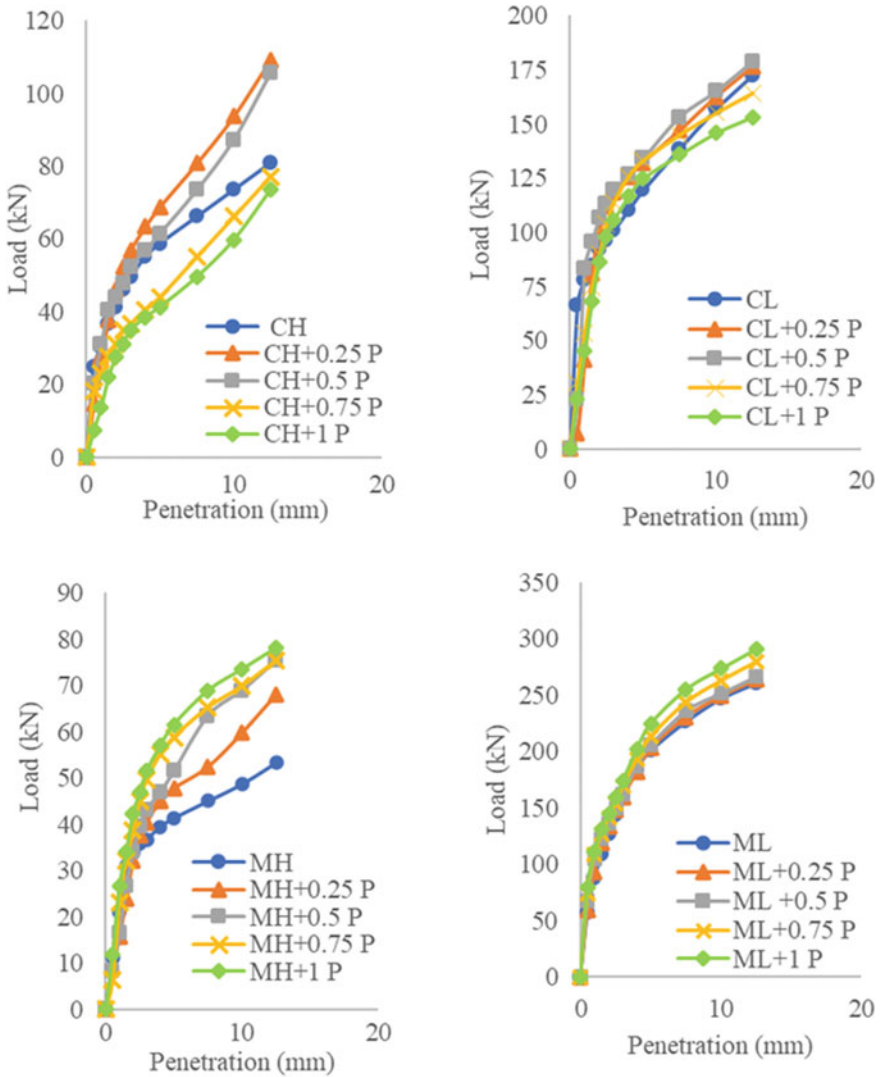 120
100
80
60
40
20
0
Load (kN)
CH
CH+0.25 P
CH+0.5 P
CH+0.75 P
CH+1 P
0 10 20
Penetration (mm)
200
175
150
125
100
75
50
25
0
Load (kN)
CL
CL+0.25 P
CL+0.5 P
CL+0.75 P
CL+1 P
0 10 20
Penetration (mm)
90
80
70
60
50
40
30
20
10
0
Load (kN)
MH
MH+0.25 P
MH+0.5 P
MH+0.75 P
MH+1 P
0 10 20
Penetration (mm)
350
300
250
200
150
100
50
0
Load (kN)
ML
ML+0.25 P
ML +0.5 P
ML+0.75 P
ML+1 P
0 10 20
Penetration (mm)